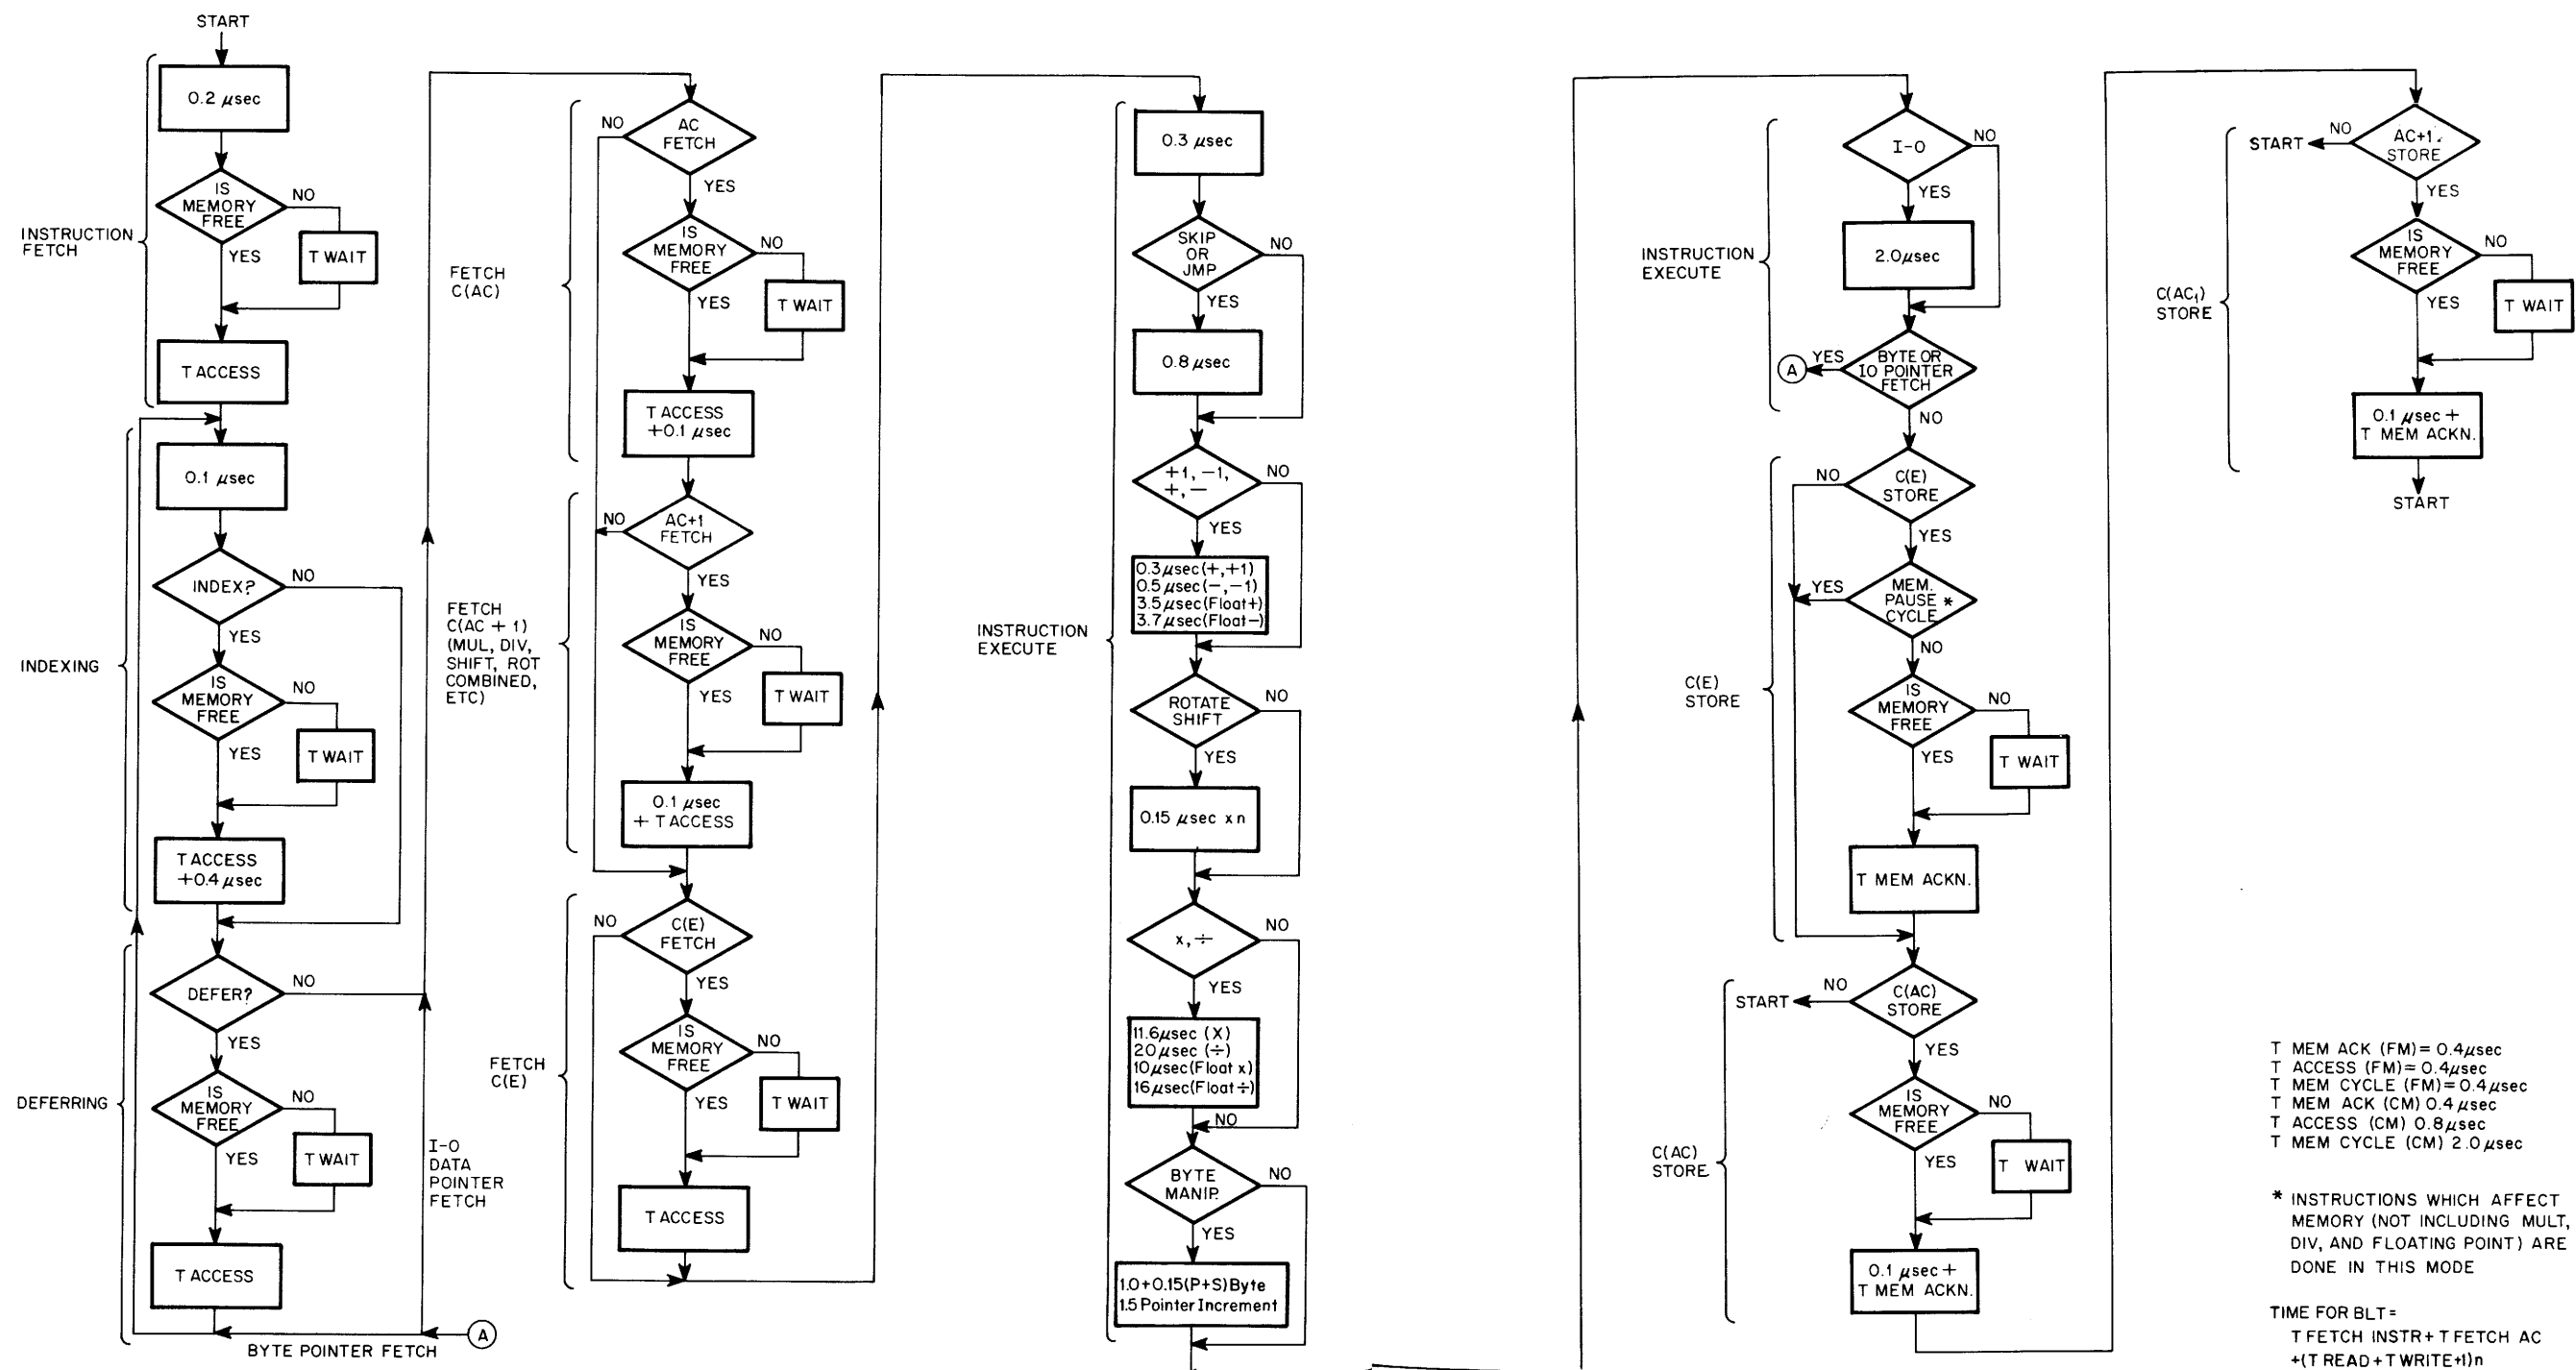 START
0.2 μsec
IS
MEMORY
FREE
NO
YES
T WAIT
INSTRUCTION
FETCH
T ACCESS
0.1 μsec
INDEX?
NO
YES
INDEXING
IS
MEMORY
FREE
NO
YES
T WAIT
T ACCESS
+0.4 μsec
DEFER?
NO
YES
DEFERRING
IS
MEMORY
FREE
NO
YES
T WAIT
T ACCESS
BYTE POINTER FETCH
A
I-O
DATA
POINTER
FETCH
AC
FETCH
NO
YES
FETCH
C(AC)
IS
MEMORY
FREE
NO
YES
T WAIT
T ACCESS
+0.1 μsec
AC+1
FETCH
NO
YES
FETCH
C(AC + 1)
(MUL, DIV,
SHIFT, ROT
COMBINED,
ETC)
IS
MEMORY
FREE
NO
YES
T WAIT
0.1 μsec
+ T ACCESS
C(E)
FETCH
NO
YES
FETCH
C(E)
IS
MEMORY
FREE
NO
YES
T WAIT
T ACCESS
0.3 μsec
SKIP
OR
JMP
NO
YES
0.8 μsec
+1, −1,
+, −
NO
YES
0.3 μsec(+,+1)
0.5 μsec(−,−1)
3.5 μsec(Float+)
3.7 μsec(Float−)
INSTRUCTION
EXECUTE
ROTATE
SHIFT
NO
YES
0.15 μsec xn
x, ÷
NO
YES
11.6 μsec (X)
20 μsec (÷)
10 μsec(Float x)
16 μsec(Float ÷)
NO
BYTE
MANIP.
NO
YES
1.0+0.15(P+S)Byte
1.5 Pointer Increment
I-O
NO
YES
INSTRUCTION
EXECUTE
2.0 μsec
BYTE OR
IO POINTER
FETCH
YES
A
NO
C(E)
STORE
NO
YES
MEM.
PAUSE *
CYCLE
YES
NO
C(E)
STORE
IS
MEMORY
FREE
NO
YES
T WAIT
T MEM ACKN.
C(AC)
STORE
NO
START
YES
C(AC)
STORE
IS
MEMORY
FREE
NO
YES
T WAIT
0.1 μsec +
T MEM ACKN.
AC+1
STORE
NO
START
YES
C(AC₁)
STORE
IS
MEMORY
FREE
NO
YES
T WAIT
0.1 μsec +
T MEM ACKN.
START
T MEM ACK (FM)= 0.4 μsec
T ACCESS (FM)= 0.4 μsec
T MEM CYCLE (FM)= 0.4 μsec
T MEM ACK (CM) 0.4 μsec
T ACCESS (CM) 0.8 μsec
T MEM CYCLE (CM) 2.0 μsec
* INSTRUCTIONS WHICH AFFECT
MEMORY (NOT INCLUDING MULT,
DIV, AND FLOATING POINT) ARE
DONE IN THIS MODE
TIME FOR BLT =
T FETCH INSTR + T FETCH AC
+(T READ + T WRITE+1)n